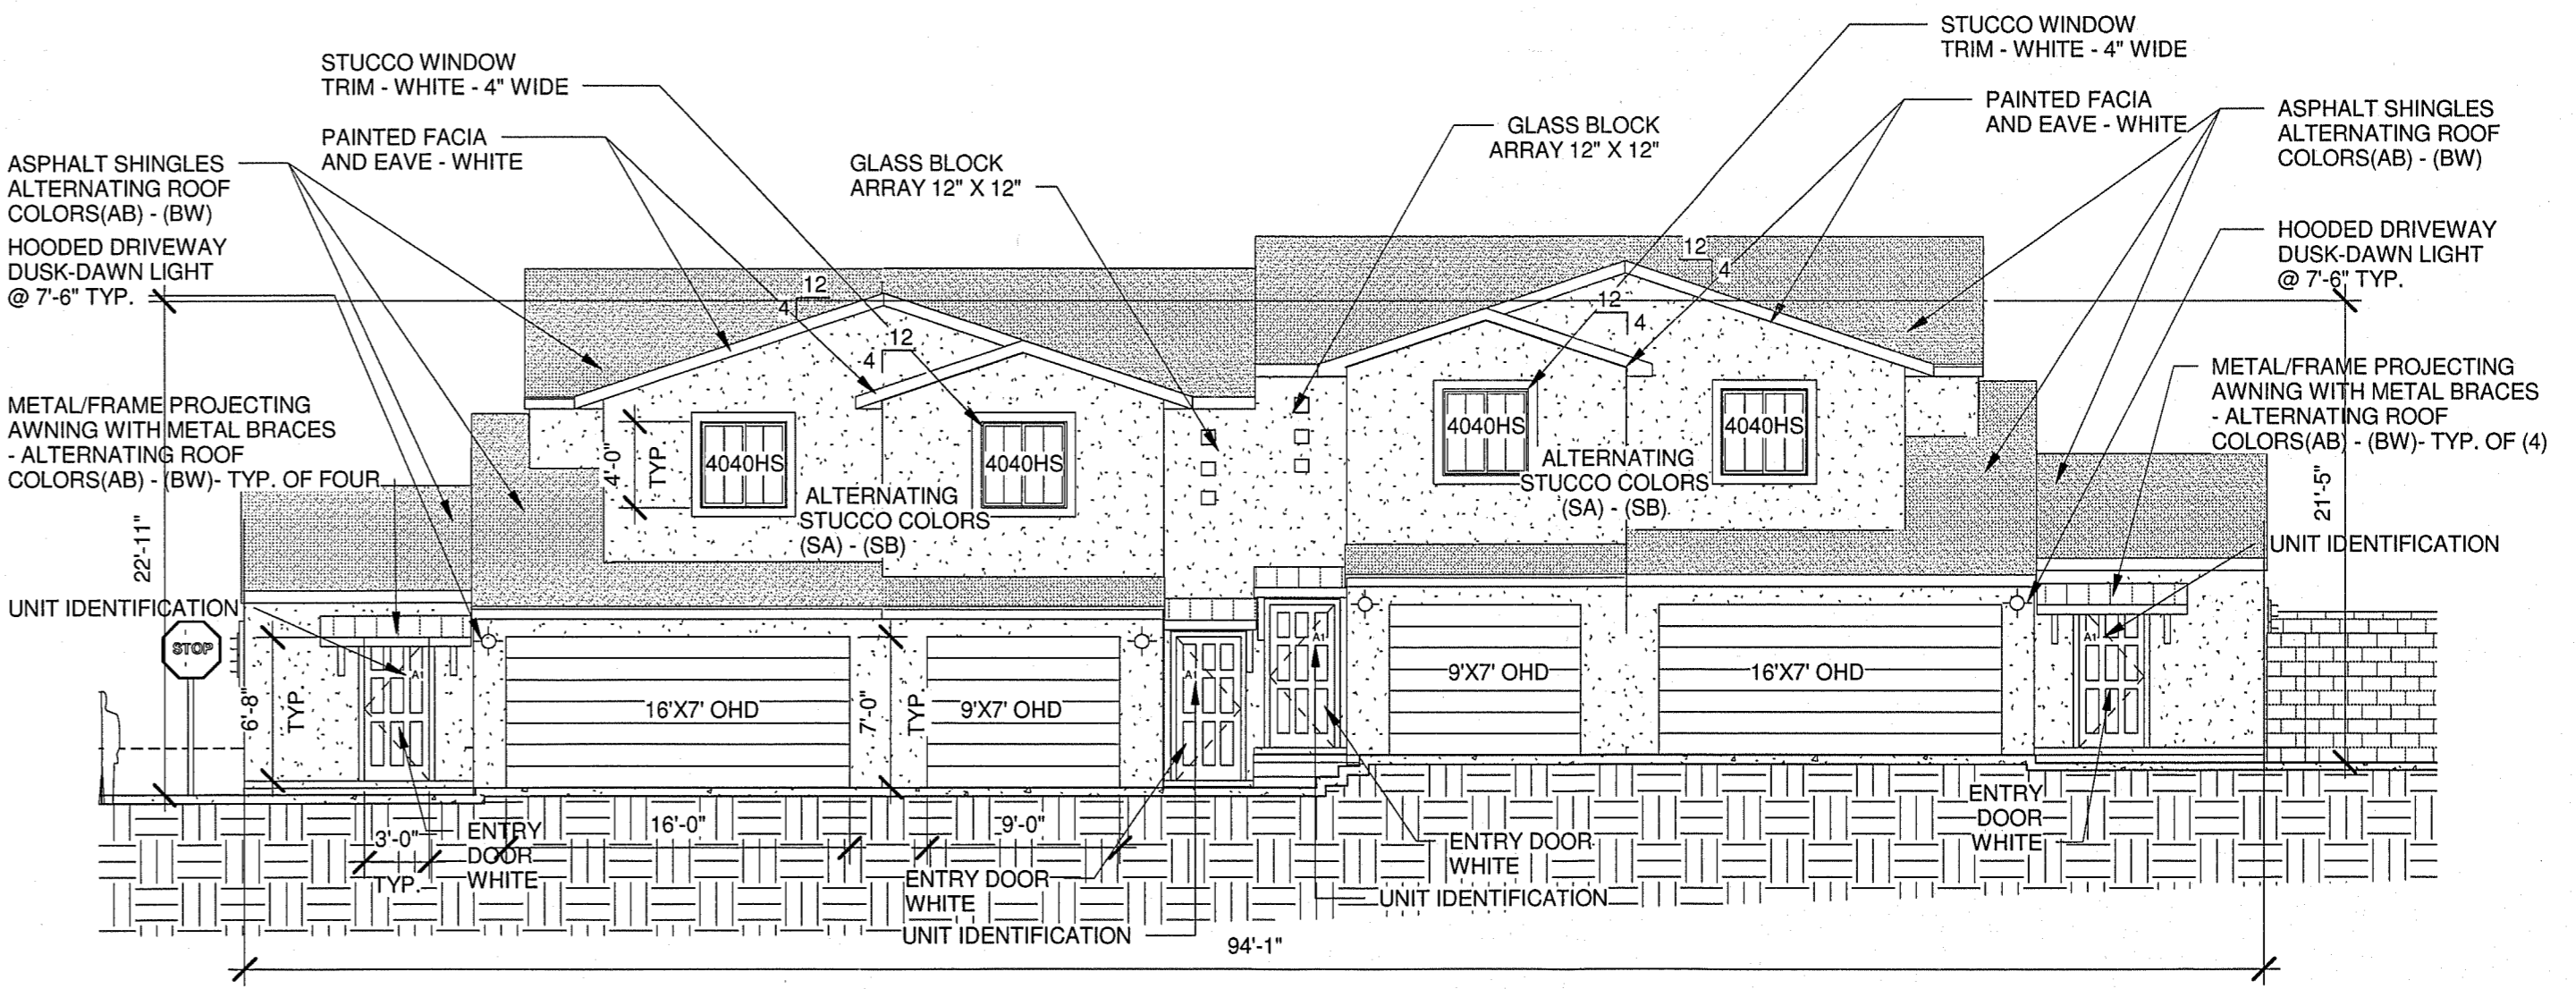 STUCCO WINDOW
TRIM - WHITE - 4" WIDE
PAINTED FACIA
AND EAVE - WHITE
ASPHALT SHINGLES
ALTERNATING ROOF
COLORS(AB) - (BW)
HOODED DRIVEWAY
DUSK-DAWN LIGHT
@ 7'-6" TYP.
METAL/FRAME PROJECTING
AWNING WITH METAL BRACES
- ALTERNATING ROOF
COLORS(AB) - (BW)- TYP. OF FOUR
22'-11"
UNIT IDENTIFICATION
STOP
GLASS BLOCK
ARRAY 12" X 12"
GLASS BLOCK
ARRAY 12" X 12"
STUCCO WINDOW
TRIM - WHITE - 4" WIDE
PAINTED FACIA
AND EAVE - WHITE
ASPHALT SHINGLES
ALTERNATING ROOF
COLORS(AB) - (BW)
HOODED DRIVEWAY
DUSK-DAWN LIGHT
@ 7'-6" TYP.
METAL/FRAME PROJECTING
AWNING WITH METAL BRACES
- ALTERNATING ROOF
COLORS(AB) - (BW)- TYP. OF (4)
21'-5"
UNIT IDENTIFICATION
12
4
12
4
12
4
12
4
4'-0"
TYP.
4040HS
4040HS
4040HS
4040HS
ALTERNATING
STUCCO COLORS
(SA) - (SB)
ALTERNATING
STUCCO COLORS
(SA) - (SB)
6'-8"
TYP.
A1
16'X7' OHD
7'-0"
TYP.
9'X7' OHD
A1
A1
9'X7' OHD
16'X7' OHD
A1
3'-0"
TYP.
ENTRY
DOOR
WHITE
16'-0"
9'-0"
ENTRY DOOR
WHITE
UNIT IDENTIFICATION
ENTRY DOOR
WHITE
UNIT IDENTIFICATION
ENTRY
DOOR
WHITE
94'-1"